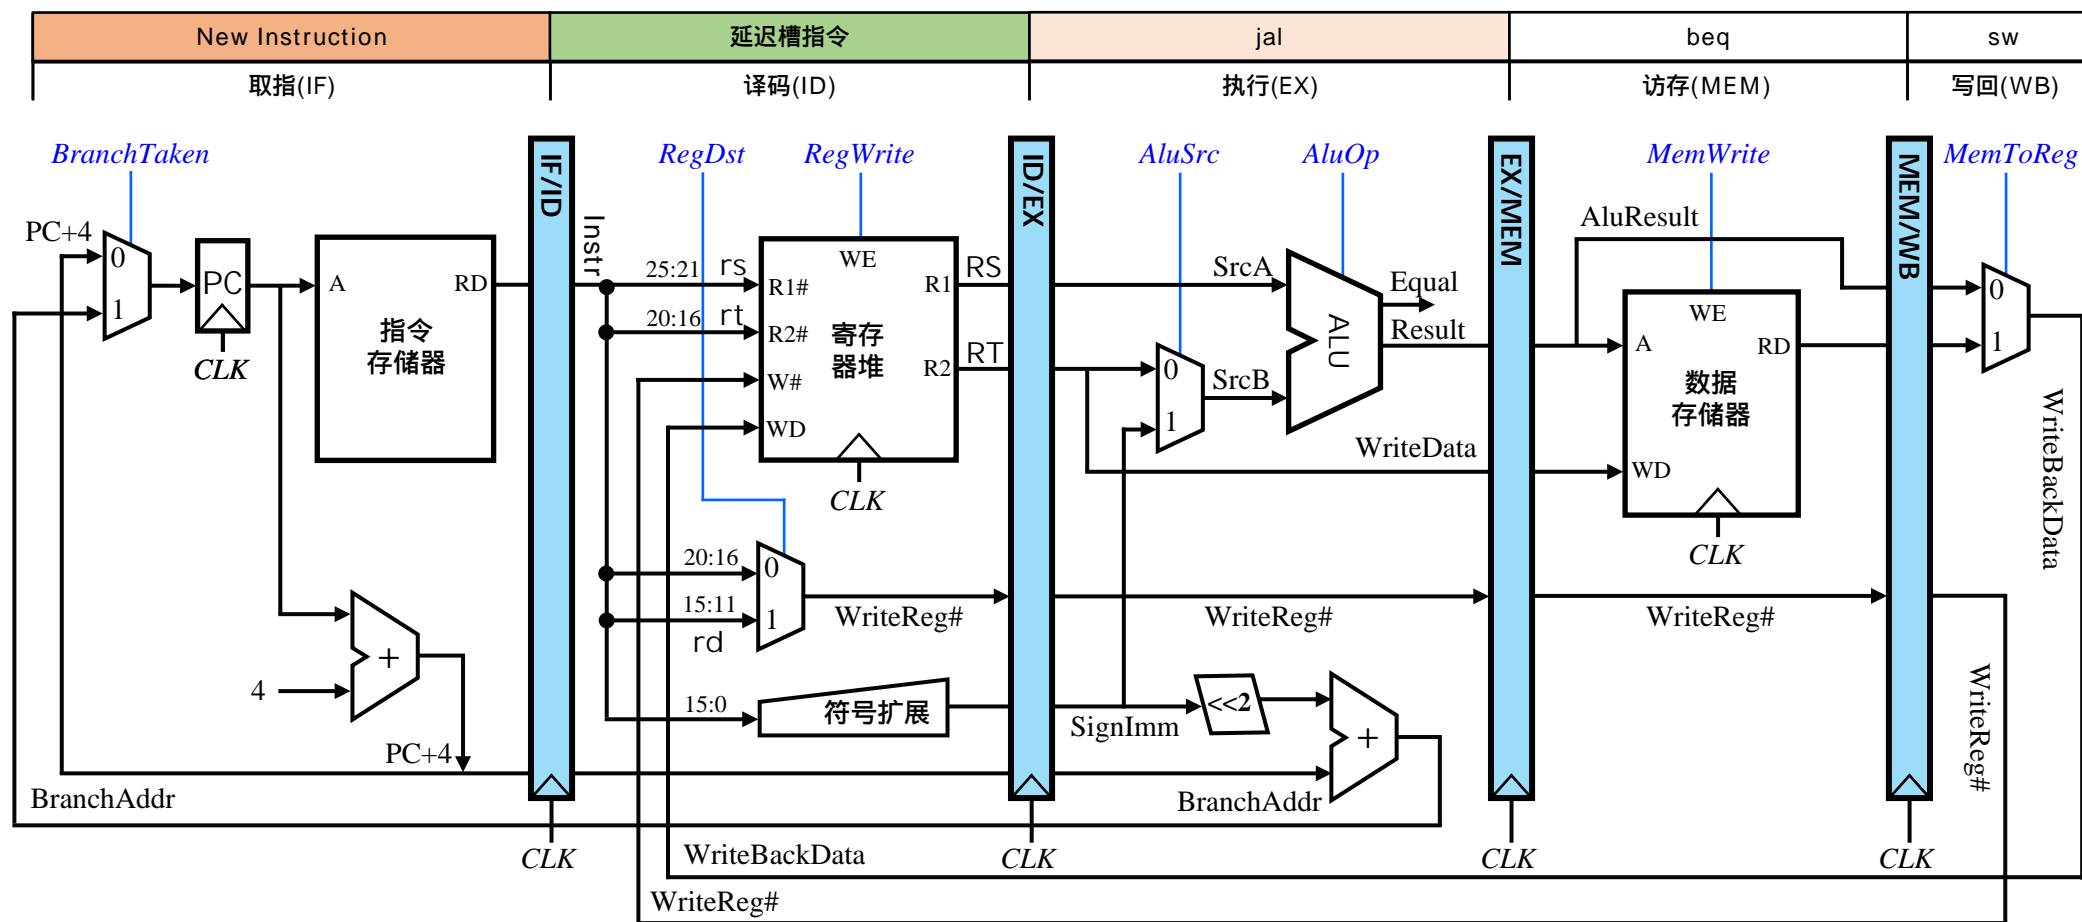 New Instruction 延迟槽指令 jal beq sw
取指(IF) 译码(ID) 执行(EX) 访存(MEM) 写回(WB)
BranchTaken RegDst RegWrite AluSrc AluOp MemWrite MemToReg
IF/ID
ID/EX
EX/MEM
MEM/WB
PC+4
0
1
PC
CLK
A RD
指令
存储器
4
+
PC+4
BranchAddr
CLK
Instr
25:21 rs
20:16 rt
WE
R1# R1
R2# R2
W#
WD
寄存
器堆
CLK
RS
RT
20:16
0
15:11
1
rd
WriteReg#
15:0
符号扩展
WriteBackData
WriteReg#
CLK
SrcA
0
1
SrcB
ALU
Equal
Result
WriteData
WriteReg#
SignImm
<<2
+
BranchAddr
CLK
AluResult
WE
A RD
WD
数据
存储器
CLK
WriteReg#
CLK
0
1
WriteBackData
WriteReg#